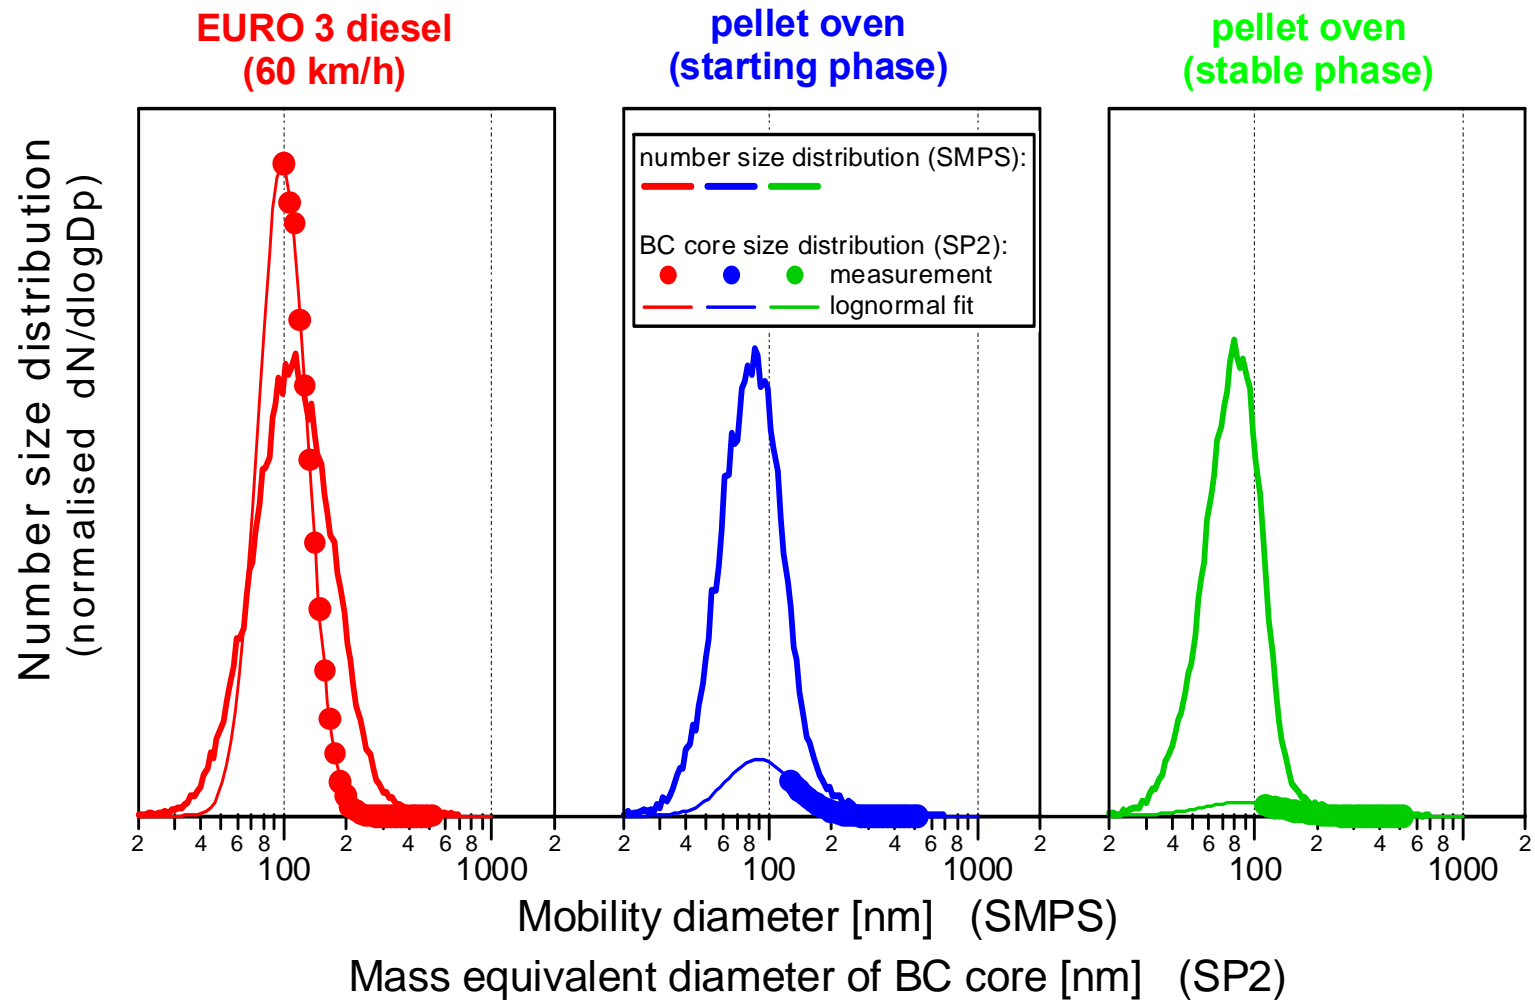 EURO 3 diesel
(60 km/h)
pellet oven
(starting phase)
pellet oven
(stable phase)
Number size distribution
(normalised dN/dlogDp)
number size distribution (SMPS):
BC core size distribution (SP2):
measurement
lognormal fit
2 4 6 8 100 2 4 6 8 1000 2
2 4 6 8 100 2 4 6 8 1000 2
2 4 6 8 100 2 4 6 8 1000 2
Mobility diameter [nm] (SMPS)
Mass equivalent diameter of BC core [nm] (SP2)